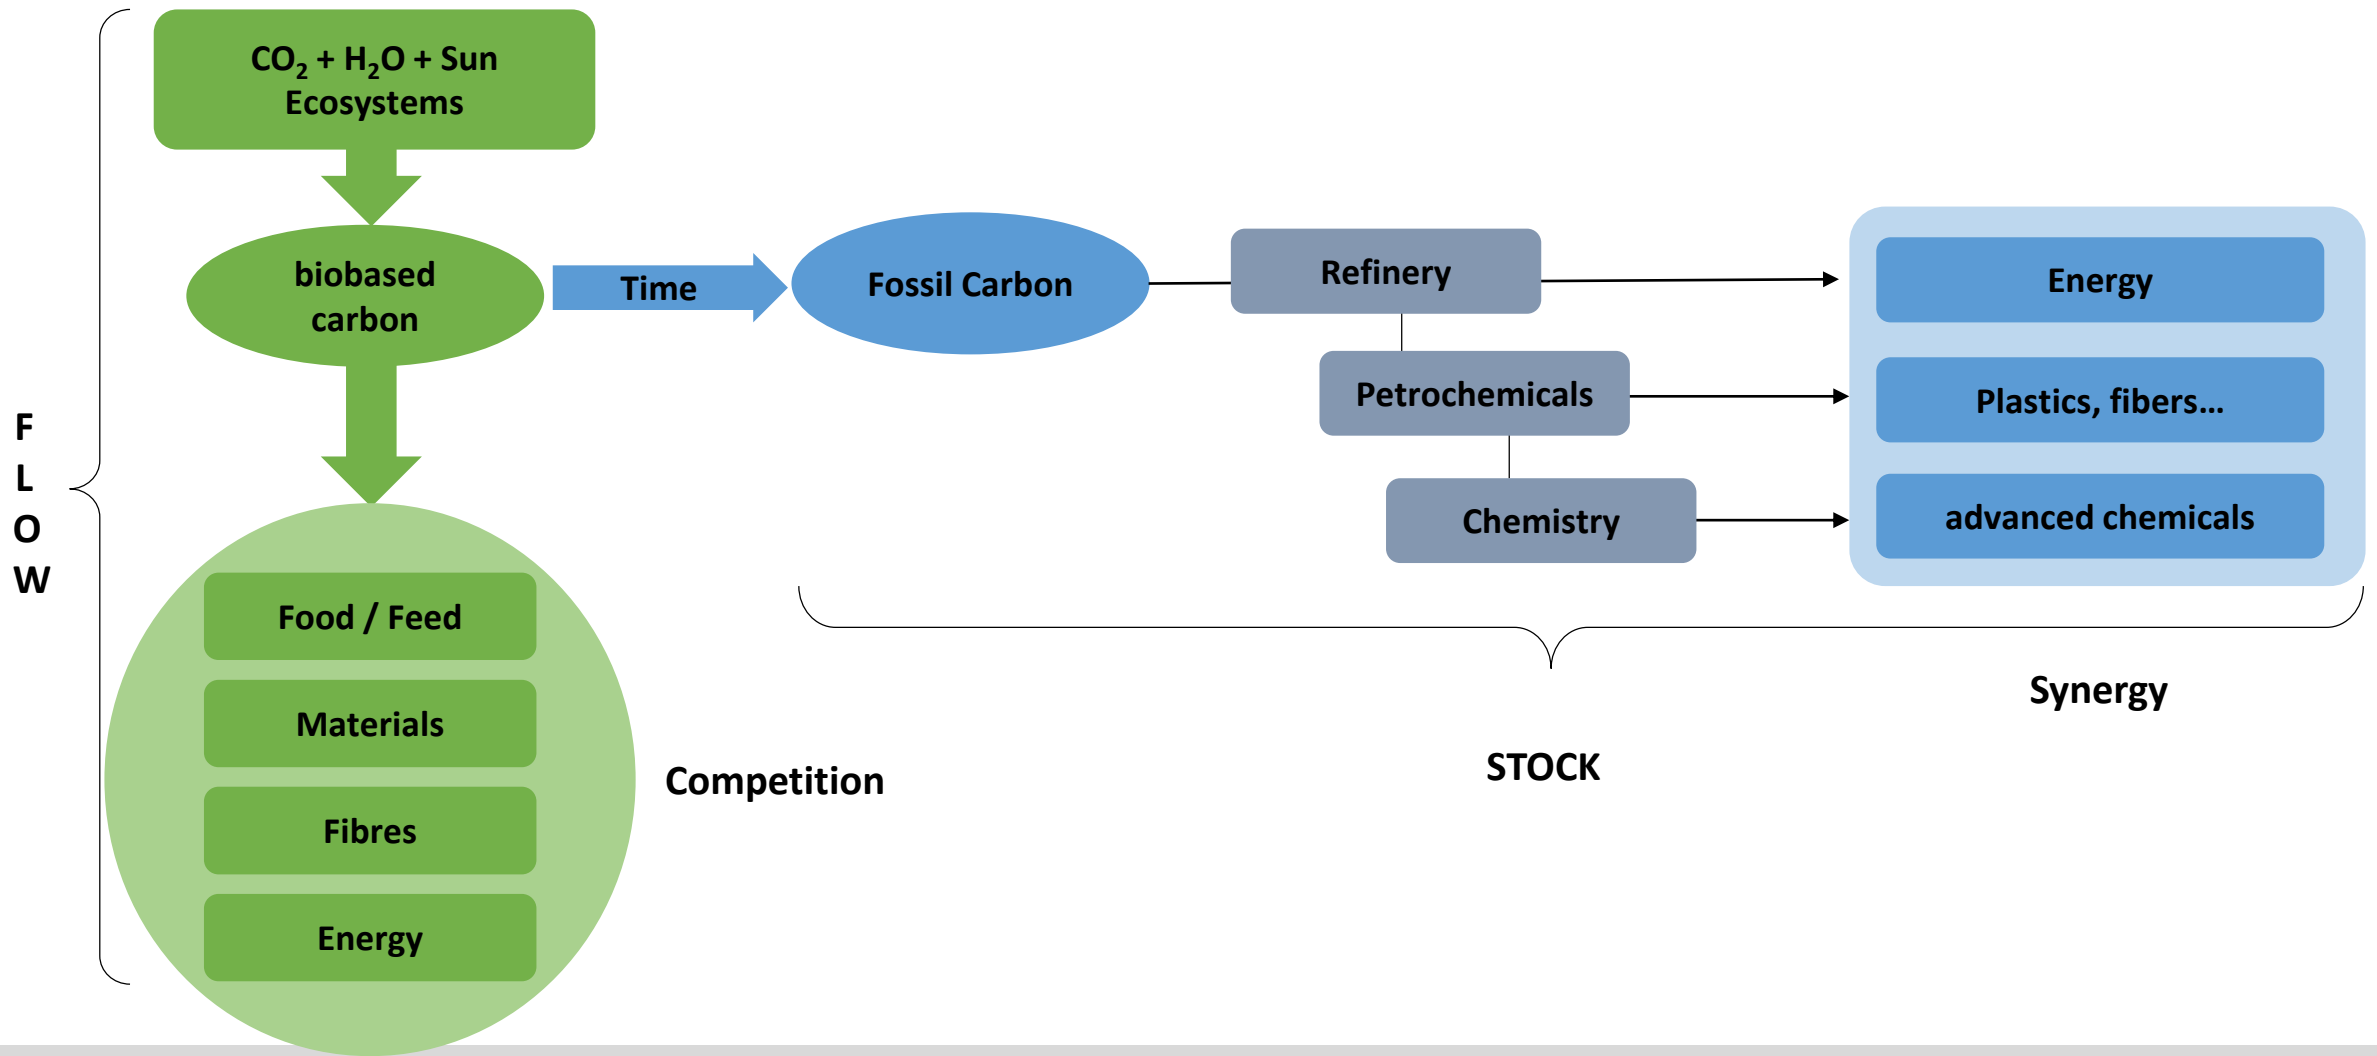 CO₂ + H₂O + Sun
Ecosystems
biobased
carbon
Time
Fossil Carbon
Refinery
Energy
Petrochemicals
Plastics, fibers...
Chemistry
advanced chemicals
F
L
O
W
Food / Feed
Materials
Fibres
Energy
Competition
STOCK
Synergy